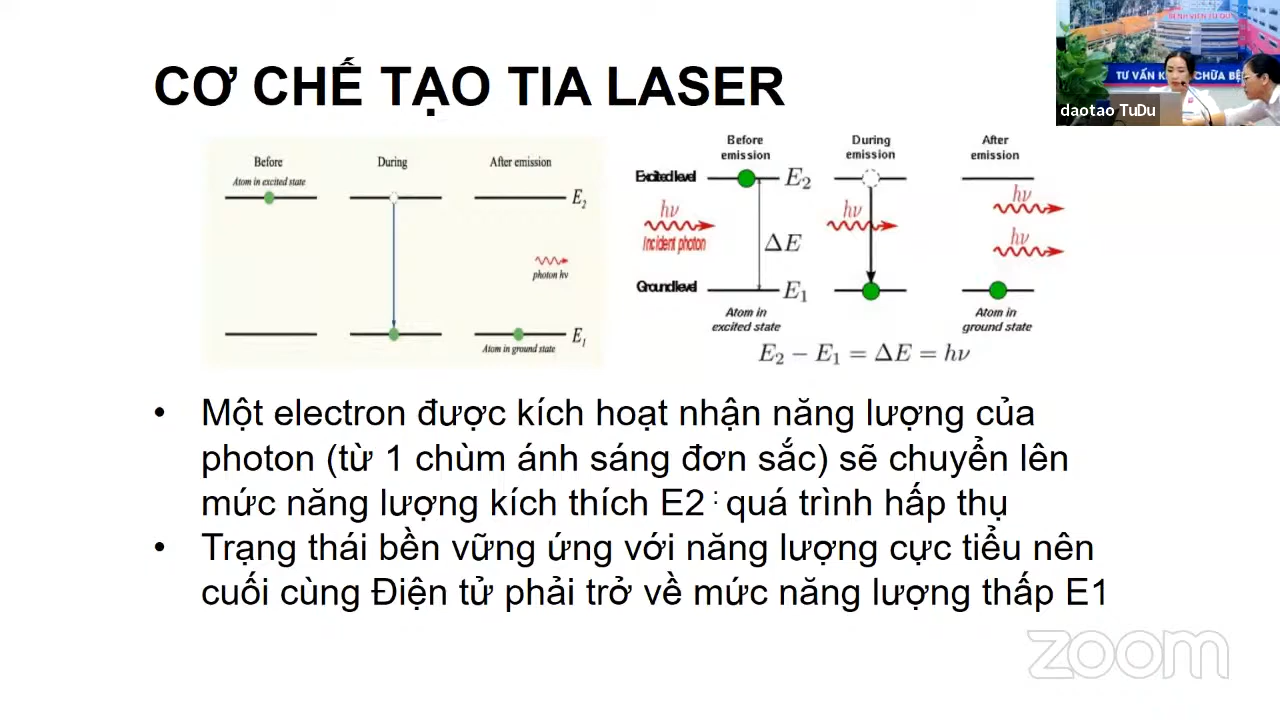 CƠ CHẾ TẠO TIA LASER
BỆNH VIỆN TỪ DŨ
daotao TuDu
Before During After emission
Atom in excited state
E2
photon hν
E1
Atom in ground state
Before emission During emission After emission
Excited level E2
hν hν hν
Incident photon ΔE hν
Ground level E1
Atom in excited state Atom in ground state
E2 − E1 = ΔE = hν
• Một electron được kích hoạt nhận năng lượng của
photon (từ 1 chùm ánh sáng đơn sắc) sẽ chuyển lên
mức năng lượng kích thích E2 : quá trình hấp thụ
• Trạng thái bền vững ứng với năng lượng cực tiểu nên
cuối cùng Điện tử phải trở về mức năng lượng thấp E1
zoom